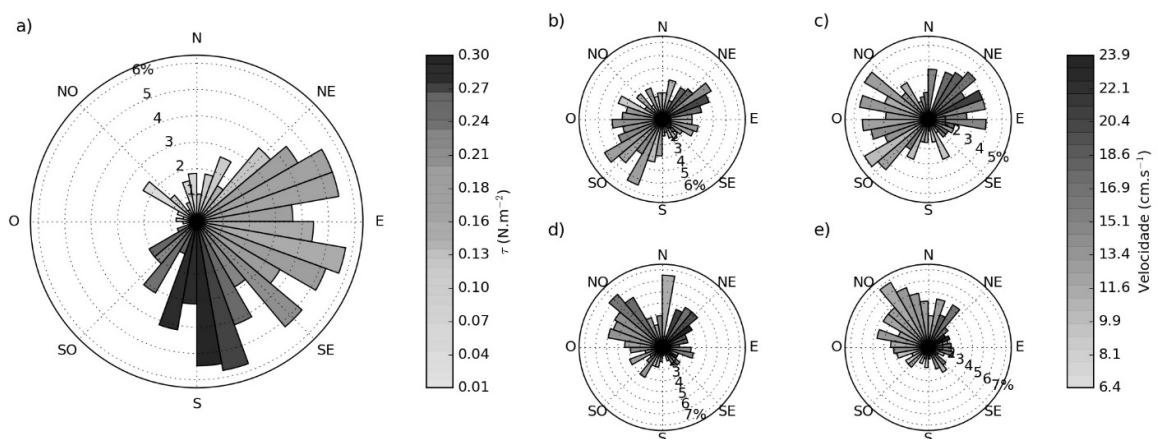 a)
N
NO
NE
O
E
SO
SE
S
6%
5
4
3
2
1
0.30
0.27
0.24
0.21
0.18
0.16
0.13
0.10
0.07
0.04
0.01
τ (N.m⁻²)
b)
N
NO
NE
O
E
SO
SE
S
2
3
4
5
6%
c)
N
NO
NE
O
E
SO
SE
S
2
3
4
5%
d)
N
NO
NE
O
E
SO
SE
S
3
4
5
6
7%
e)
N
NO
NE
O
E
SO
SE
S
2
3
4
5
6
7%
23.9
22.1
20.4
18.6
16.9
15.1
13.4
11.6
9.9
8.1
6.4
Velocidade (cm.s⁻¹)